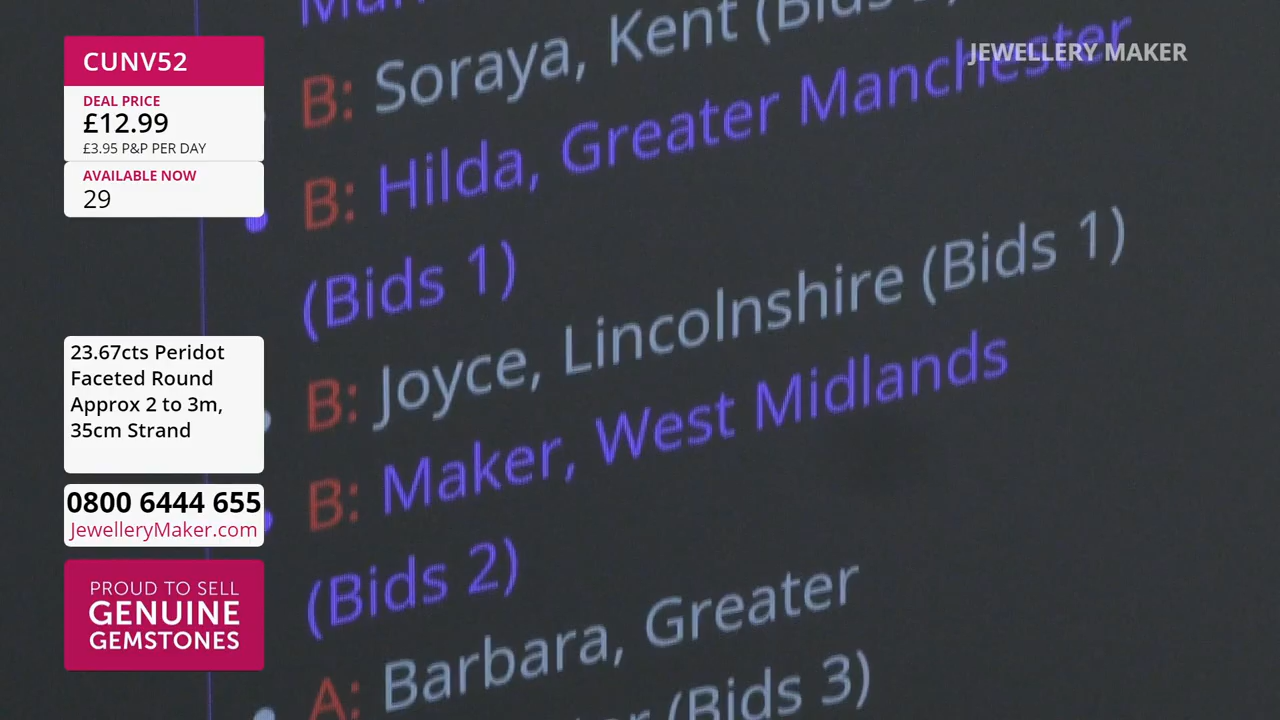 CUNV52
DEAL PRICE
£12.99
£3.95 P&P PER DAY
AVAILABLE NOW
29
23.67cts Peridot
Faceted Round
Approx 2 to 3m,
35cm Strand
0800 6444 655
JewelleryMaker.com
PROUD TO SELL
GENUINE
GEMSTONES
JEWELLERY MAKER
B: Soraya, Kent (Bids
B: Hilda, Greater Manchester
(Bids 1)
B: Joyce, Lincolnshire (Bids 1)
B: Maker, West Midlands
(Bids 2)
A: Barbara, Greater
(Bids 3)